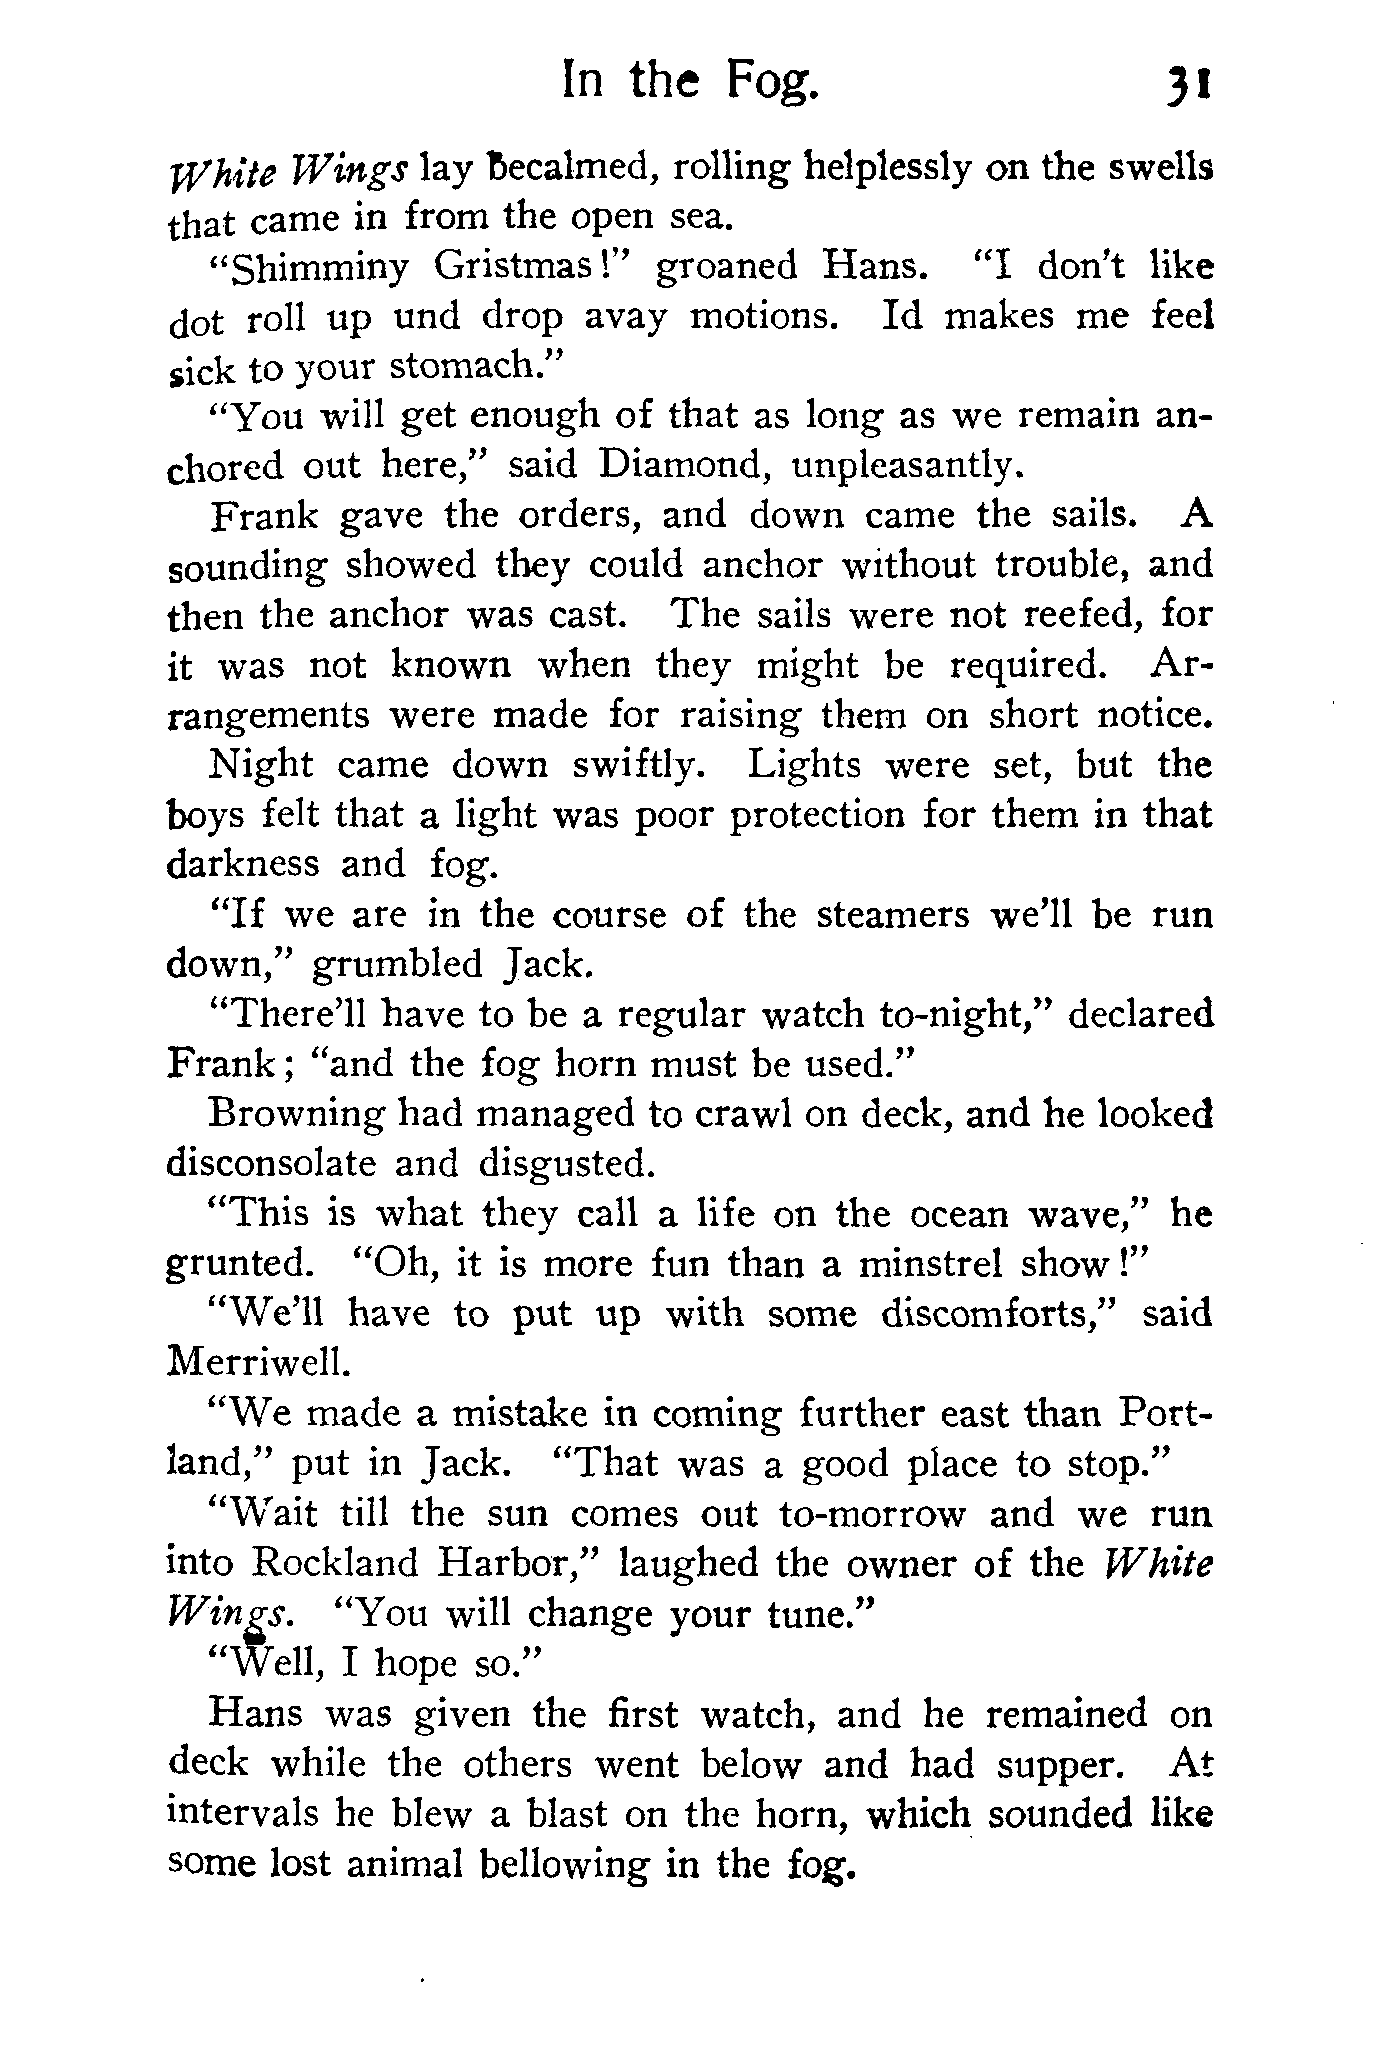 In the Fog. 31
White Wings lay becalmed, rolling helplessly on the swells
that came in from the open sea.
“Shimminy Gristmas!” groaned Hans. “I don't like
dot roll up und drop avay motions. Id makes me feel
sick to your stomach.”
“You will get enough of that as long as we remain an-
chored out here,” said Diamond, unpleasantly.
Frank gave the orders, and down came the sails. A
sounding showed they could anchor without trouble, and
then the anchor was cast. The sails were not reefed, for
it was not known when they might be required. Ar-
rangements were made for raising them on short notice.
Night came down swiftly. Lights were set, but the
boys felt that a light was poor protection for them in that
darkness and fog.
“If we are in the course of the steamers we’ll be run
down,” grumbled Jack.
“There’ll have to be a regular watch to-night,” declared
Frank; “and the fog horn must be used.”
Browning had managed to crawl on deck, and he looked
disconsolate and disgusted.
“This is what they call a life on the ocean wave,” he
grunted. “Oh, it is more fun than a minstrel show!”
“We’ll have to put up with some discomforts,” said
Merriwell.
“We made a mistake in coming further east than Port-
land,” put in Jack. “That was a good place to stop.”
“Wait till the sun comes out to-morrow and we run
into Rockland Harbor,” laughed the owner of the White
Wings. “You will change your tune.”
“Well, I hope so.”
Hans was given the first watch, and he remained on
deck while the others went below and had supper. At
intervals he blew a blast on the horn, which sounded like
some lost animal bellowing in the fog.